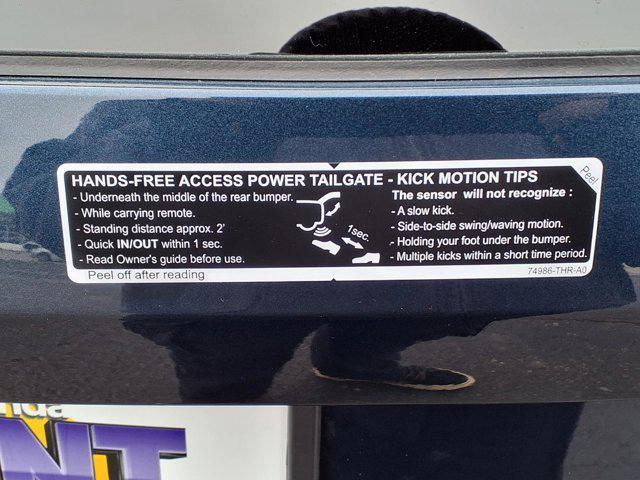 HANDS-FREE ACCESS POWER TAILGATE - KICK MOTION TIPS
Peel
- Underneath the middle of the rear bumper.
- While carrying remote.
- Standing distance approx. 2'
- Quick IN/OUT within 1 sec.
- Read Owner's guide before use.
1sec.
The sensor will not recognize :
- A slow kick.
- Side-to-side swing/waving motion.
- Holding your foot under the bumper.
- Multiple kicks within a short time period.
Peel off after reading
74986-THR-A0
nda
NT